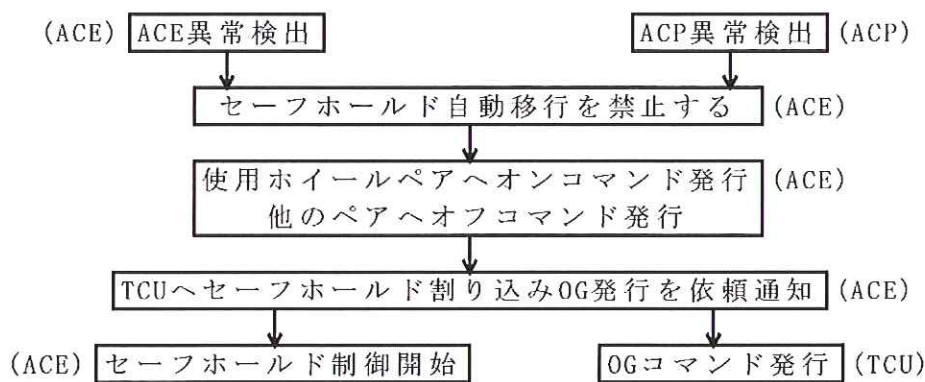 (ACE) ACE異常検出 ACP異常検出 (ACP)
セーフホールド自動移行を禁止する (ACE)
使用ホイールペアへオンコマンド発行 (ACE)
他のペアへオフコマンド発行
TCUへセーフホールド割り込みOG発行を依頼通知 (ACE)
(ACE) セーフホールド制御開始 OGコマンド発行 (TCU)